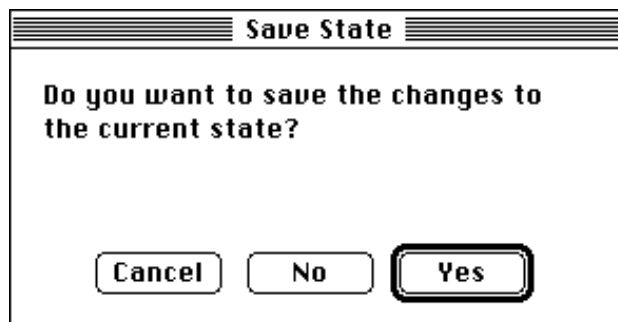 Save State
Do you want to save the changes to
the current state?
Cancel No Yes